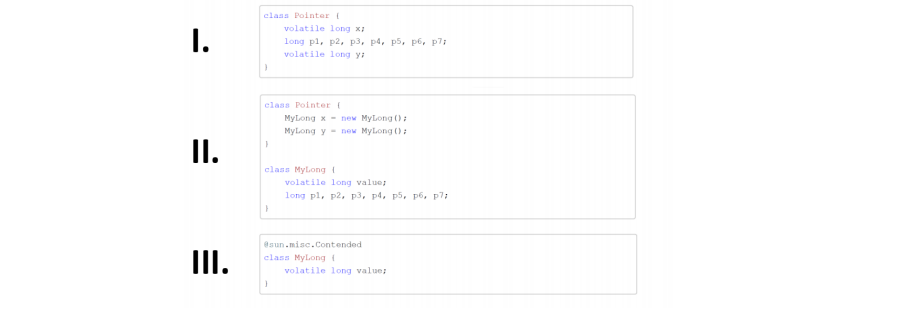 I.
class Pointer {
    volatile long x;
    long p1, p2, p3, p4, p5, p6, p7;
    volatile long y;
}
II.
class Pointer {
    MyLong x = new MyLong();
    MyLong y = new MyLong();
}
class MyLong {
    volatile long value;
    long p1, p2, p3, p4, p5, p6, p7;
}
III.
@sun.misc.Contended
class MyLong {
    volatile long value;
}